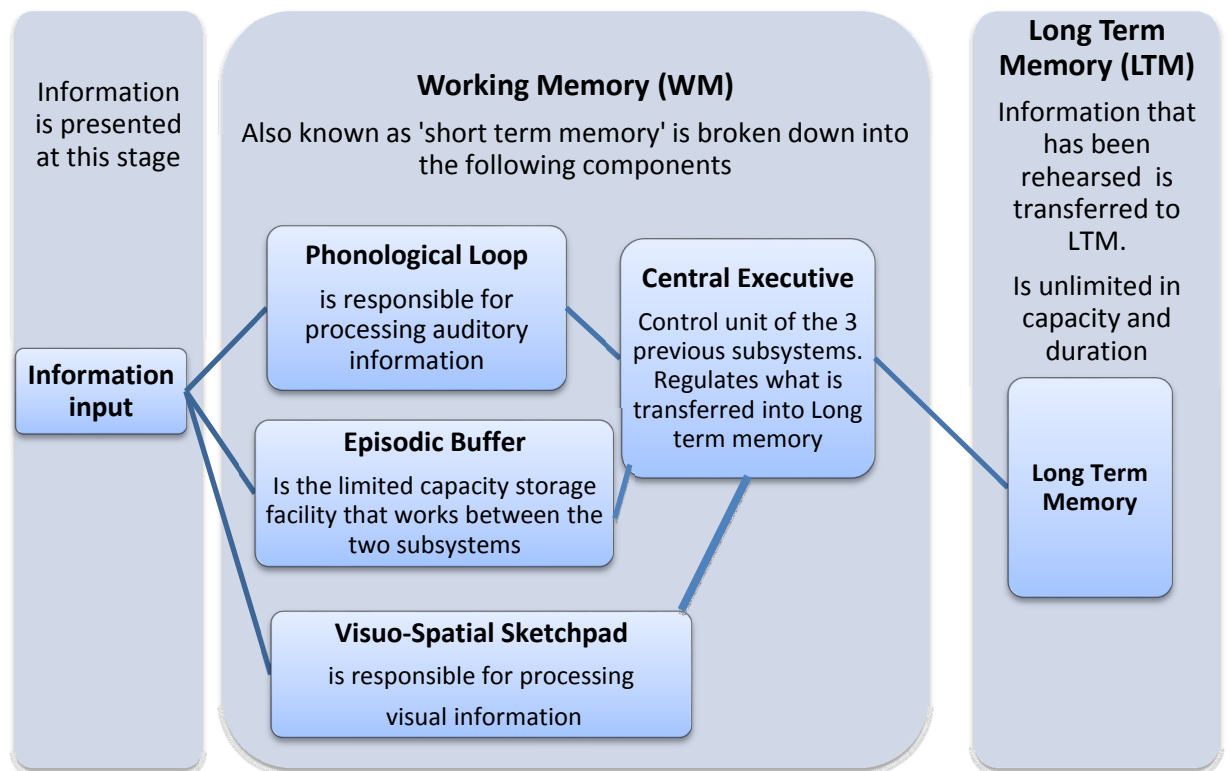 Information
is presented
at this stage
Information
input
Working Memory (WM)
Also known as 'short term memory' is broken down into
the following components
Phonological Loop
is responsible for
processing auditory
information
Episodic Buffer
Is the limited capacity storage
facility that works between the
two subsystems
Visuo-Spatial Sketchpad
is responsible for processing
visual information
Central Executive
Control unit of the 3
previous subsystems.
Regulates what is
transferred into Long
term memory
Long Term
Memory (LTM)
Information that
has been
rehearsed is
transferred to
LTM.
Is unlimited in
capacity and
duration
Long Term
Memory